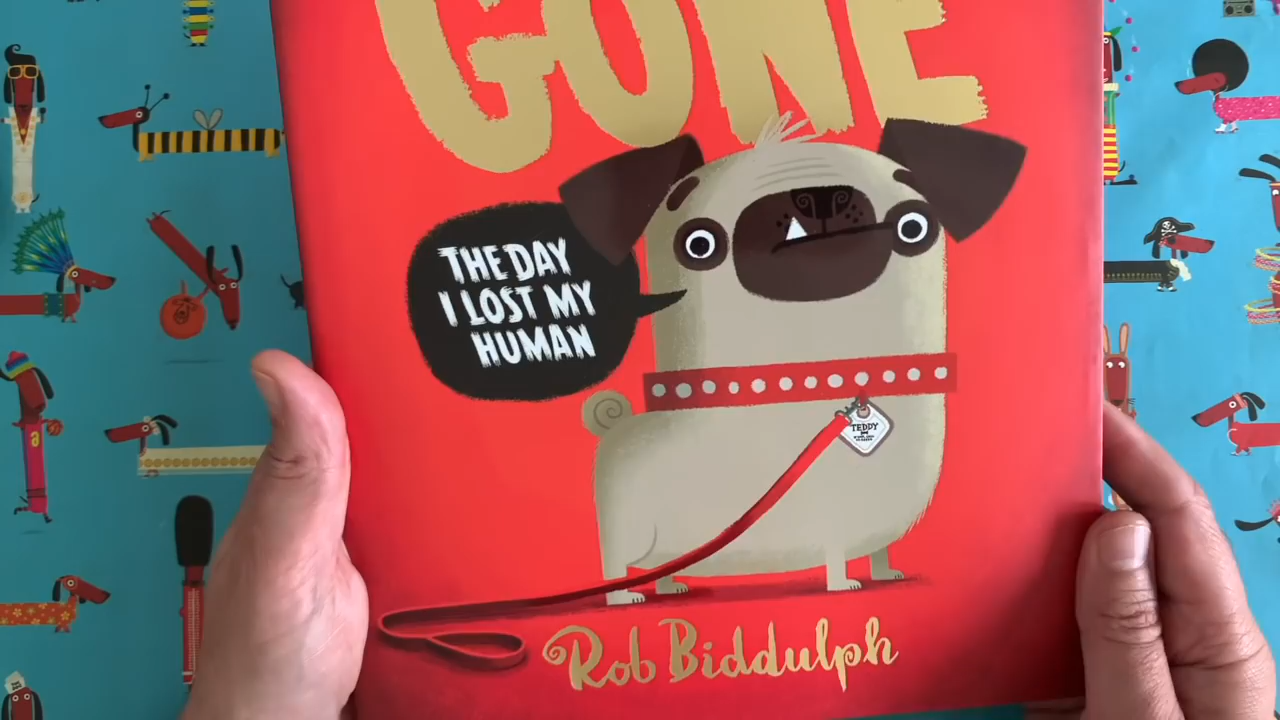 GONE
THE DAY
I LOST MY
HUMAN
TEDDY
Rob Biddulph